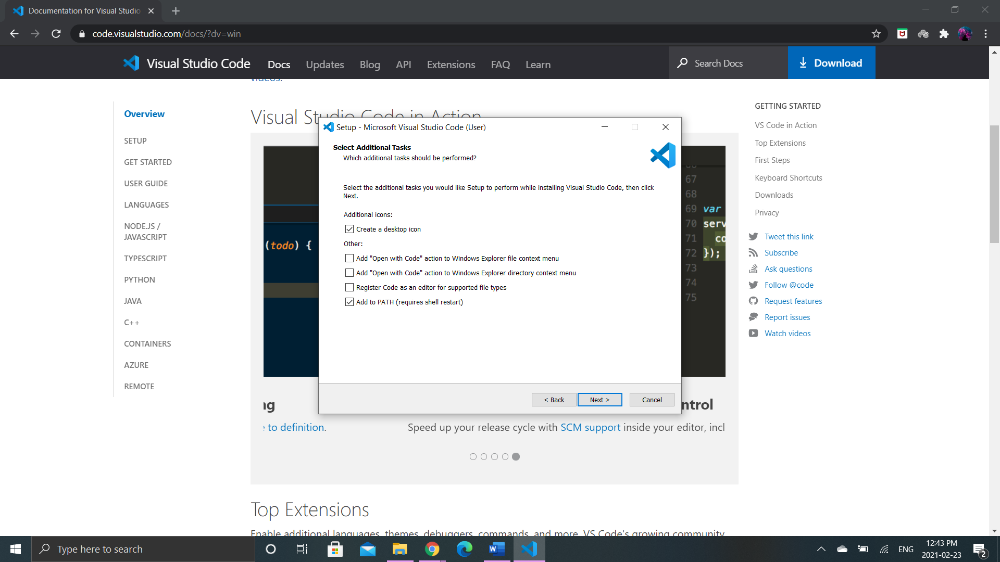 Documentation for Visual Studio
code.visualstudio.com/docs/?dv=win
Visual Studio Code
Docs
Updates
Blog
API
Extensions
FAQ
Learn
Search Docs
Download
videos.
Overview
SETUP
GET STARTED
USER GUIDE
LANGUAGES
NODE.JS /
JAVASCRIPT
TYPESCRIPT
PYTHON
JAVA
C++
CONTAINERS
AZURE
REMOTE
Visual Studio Code in Action
(todo) {
Setup - Microsoft Visual Studio Code (User)
Select Additional Tasks
Which additional tasks should be performed?
Select the additional tasks you would like Setup to perform while installing Visual Studio Code, then click
Next.
Additional icons:
Create a desktop icon
Other:
Add "Open with Code" action to Windows Explorer file context menu
Add "Open with Code" action to Windows Explorer directory context menu
Register Code as an editor for supported file types
Add to PATH (requires shell restart)
< Back
Next >
Cancel
67
68
69 var
70 serv
71 co
72 });
73
74
75
ng
ntrol
e to definition.
Speed up your release cycle with SCM support inside your editor, incl
Top Extensions
Enable additional languages, themes, debuggers, commands, and more. VS Code's growing community
GETTING STARTED
VS Code in Action
Top Extensions
First Steps
Keyboard Shortcuts
Downloads
Privacy
Tweet this link
Subscribe
Ask questions
Follow @code
Request features
Report issues
Watch videos
Type here to search
ENG
12:43 PM
2021-02-23
2